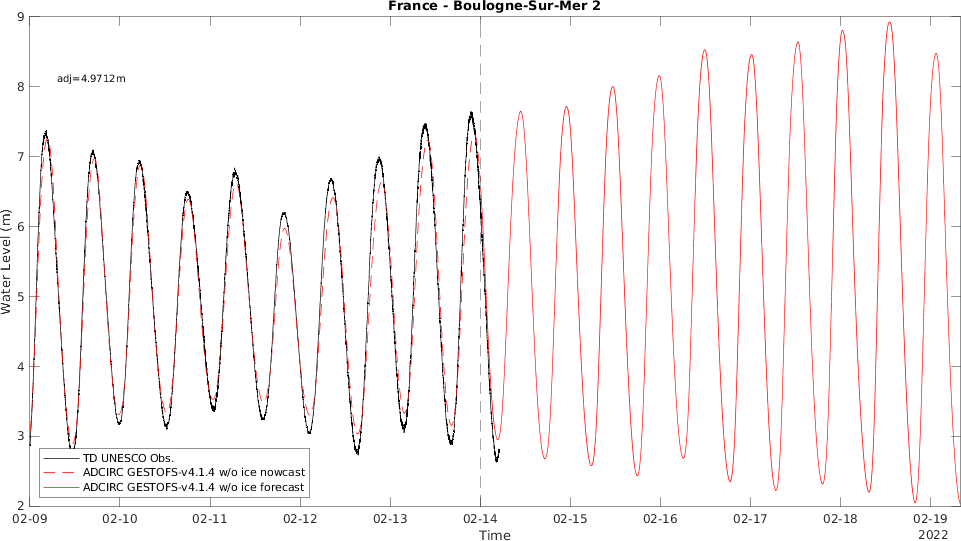 France - Boulogne-Sur-Mer 2
9
adj=4.9712m
8
7
6
Water Level (m)
5
4
3
TD UNESCO Obs.
ADCIRC GESTOFS-v4.1.4 w/o ice nowcast
ADCIRC GESTOFS-v4.1.4 w/o ice forecast
2
02-09 02-10 02-11 02-12 02-13 02-14 02-15 02-16 02-17 02-18 02-19
Time 2022